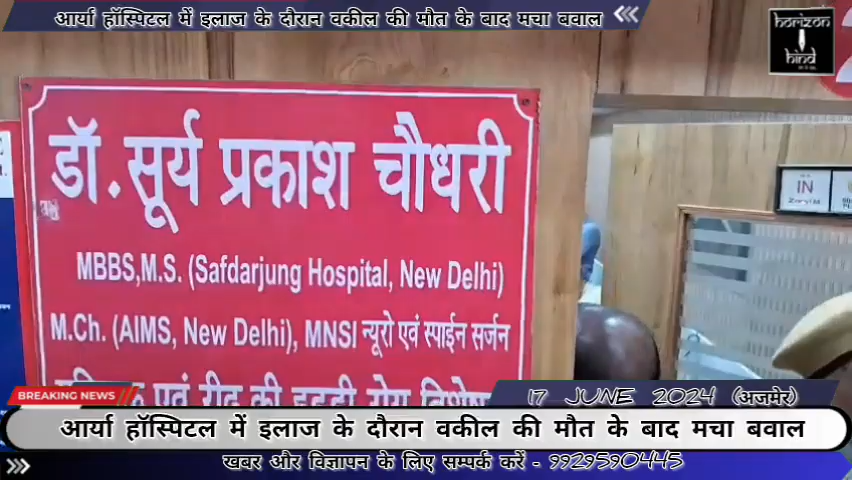 आर्या हॉस्पिटल में इलाज के दौरान वकील की मौत के बाद मचा बवाल
horizon
hind
डॉ. सूर्य प्रकाश चौधरी
MBBS,M.S. (Safdarjung Hospital, New Delhi)
M.Ch. (AIMS, New Delhi), MNSI न्यूरो एवं स्पाईन सर्जन
एवं रीढ़ की हड्डी रोग
IN
BREAKING NEWS
17 JUNE 2024 (अजमेर)
आर्या हॉस्पिटल में इलाज के दौरान वकील की मौत के बाद मचा बवाल
खबर और विज्ञापन के लिए सम्पर्क करें - 9929590445